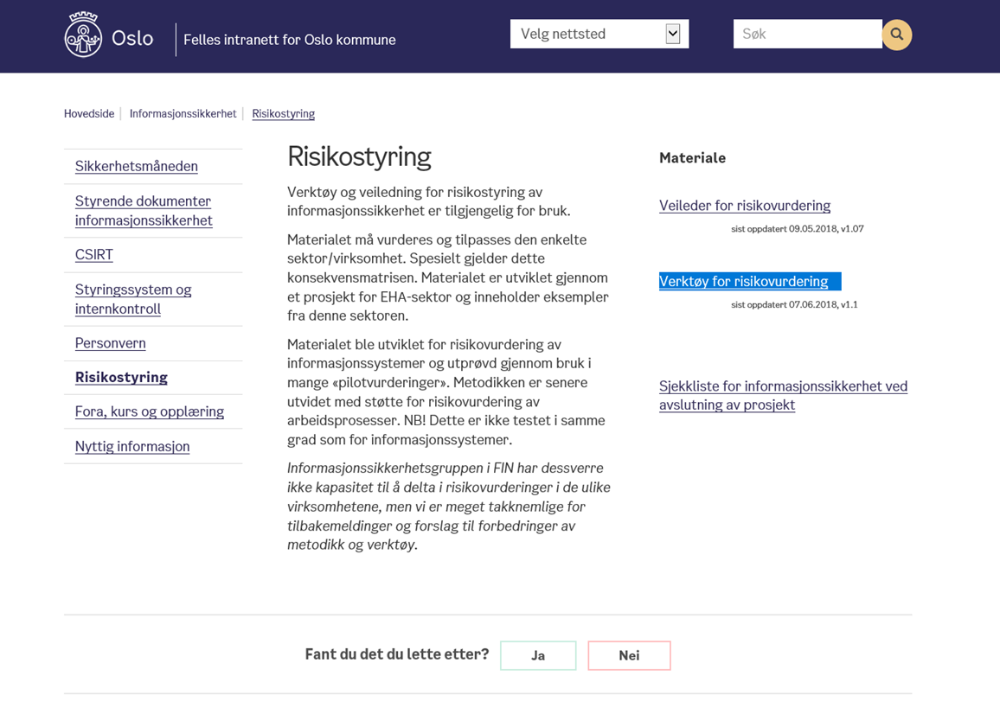 Oslo
Felles intranett for Oslo kommune
Velg nettsted
Søk
Hovedside
Informasjonssikkerhet
Risikostyring
Sikkerhetsmåneden
Styrende dokumenter
informasjonssikkerhet
CSIRT
Styringssystem og
internkontroll
Personvern
Risikostyring
Fora, kurs og opplæring
Nyttig informasjon
Risikostyring
Verktøy og veiledning for risikostyring av
informasjonssikkerhet er tilgjengelig for bruk.
Materialet må vurderes og tilpasses den enkelte
sektor/virksomhet. Spesielt gjelder dette
konsekvensmatrisen. Materialet er utviklet gjennom
et prosjekt for EHA-sektor og inneholder eksempler
fra denne sektoren.
Materialet ble utviklet for risikovurdering av
informasjonssystemer og utprøvd gjennom bruk i
mange «pilotvurderinger». Metodikken er senere
utvidet med støtte for risikovurdering av
arbeidsprosesser. NB! Dette er ikke testet i samme
grad som for informasjonssystemer.
Informasjonssikkerhetsgruppen i FIN har dessverre
ikke kapasitet til å delta i risikovurderinger i de ulike
virksomhetene, men vi er meget takknemlige for
tilbakemeldinger og forslag til forbedringer av
metodikk og verktøy.
Materiale
Veileder for risikovurdering
sist oppdatert 09.05.2018, v1.07
Verktøy for risikovurdering
sist oppdatert 07.06.2018, v1.1
Sjekkliste for informasjonssikkerhet ved
avslutning av prosjekt
Fant du det du lette etter?
Ja
Nei